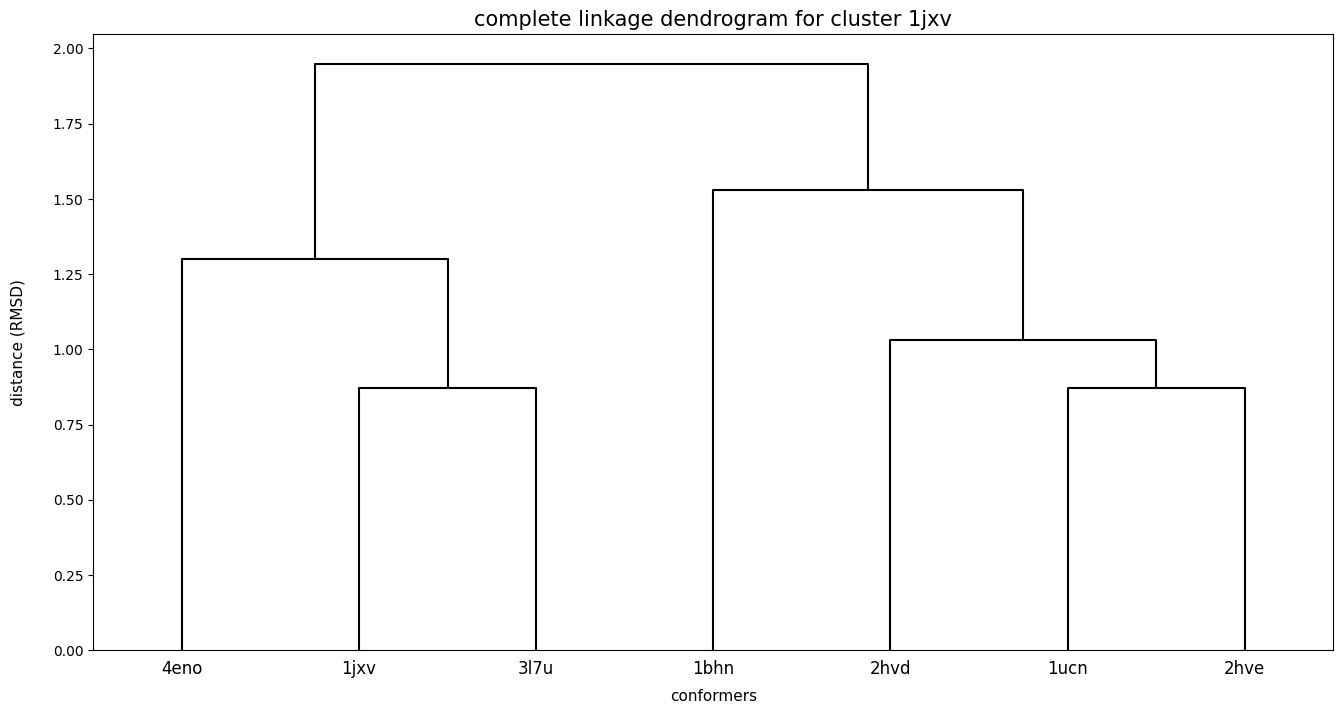 complete linkage dendrogram for cluster 1jxv
2.00
1.75
1.50
1.25
1.00
0.75
0.50
0.25
0.00
distance (RMSD)
4eno 1jxv 3l7u 1bhn 2hvd 1ucn 2hve
conformers